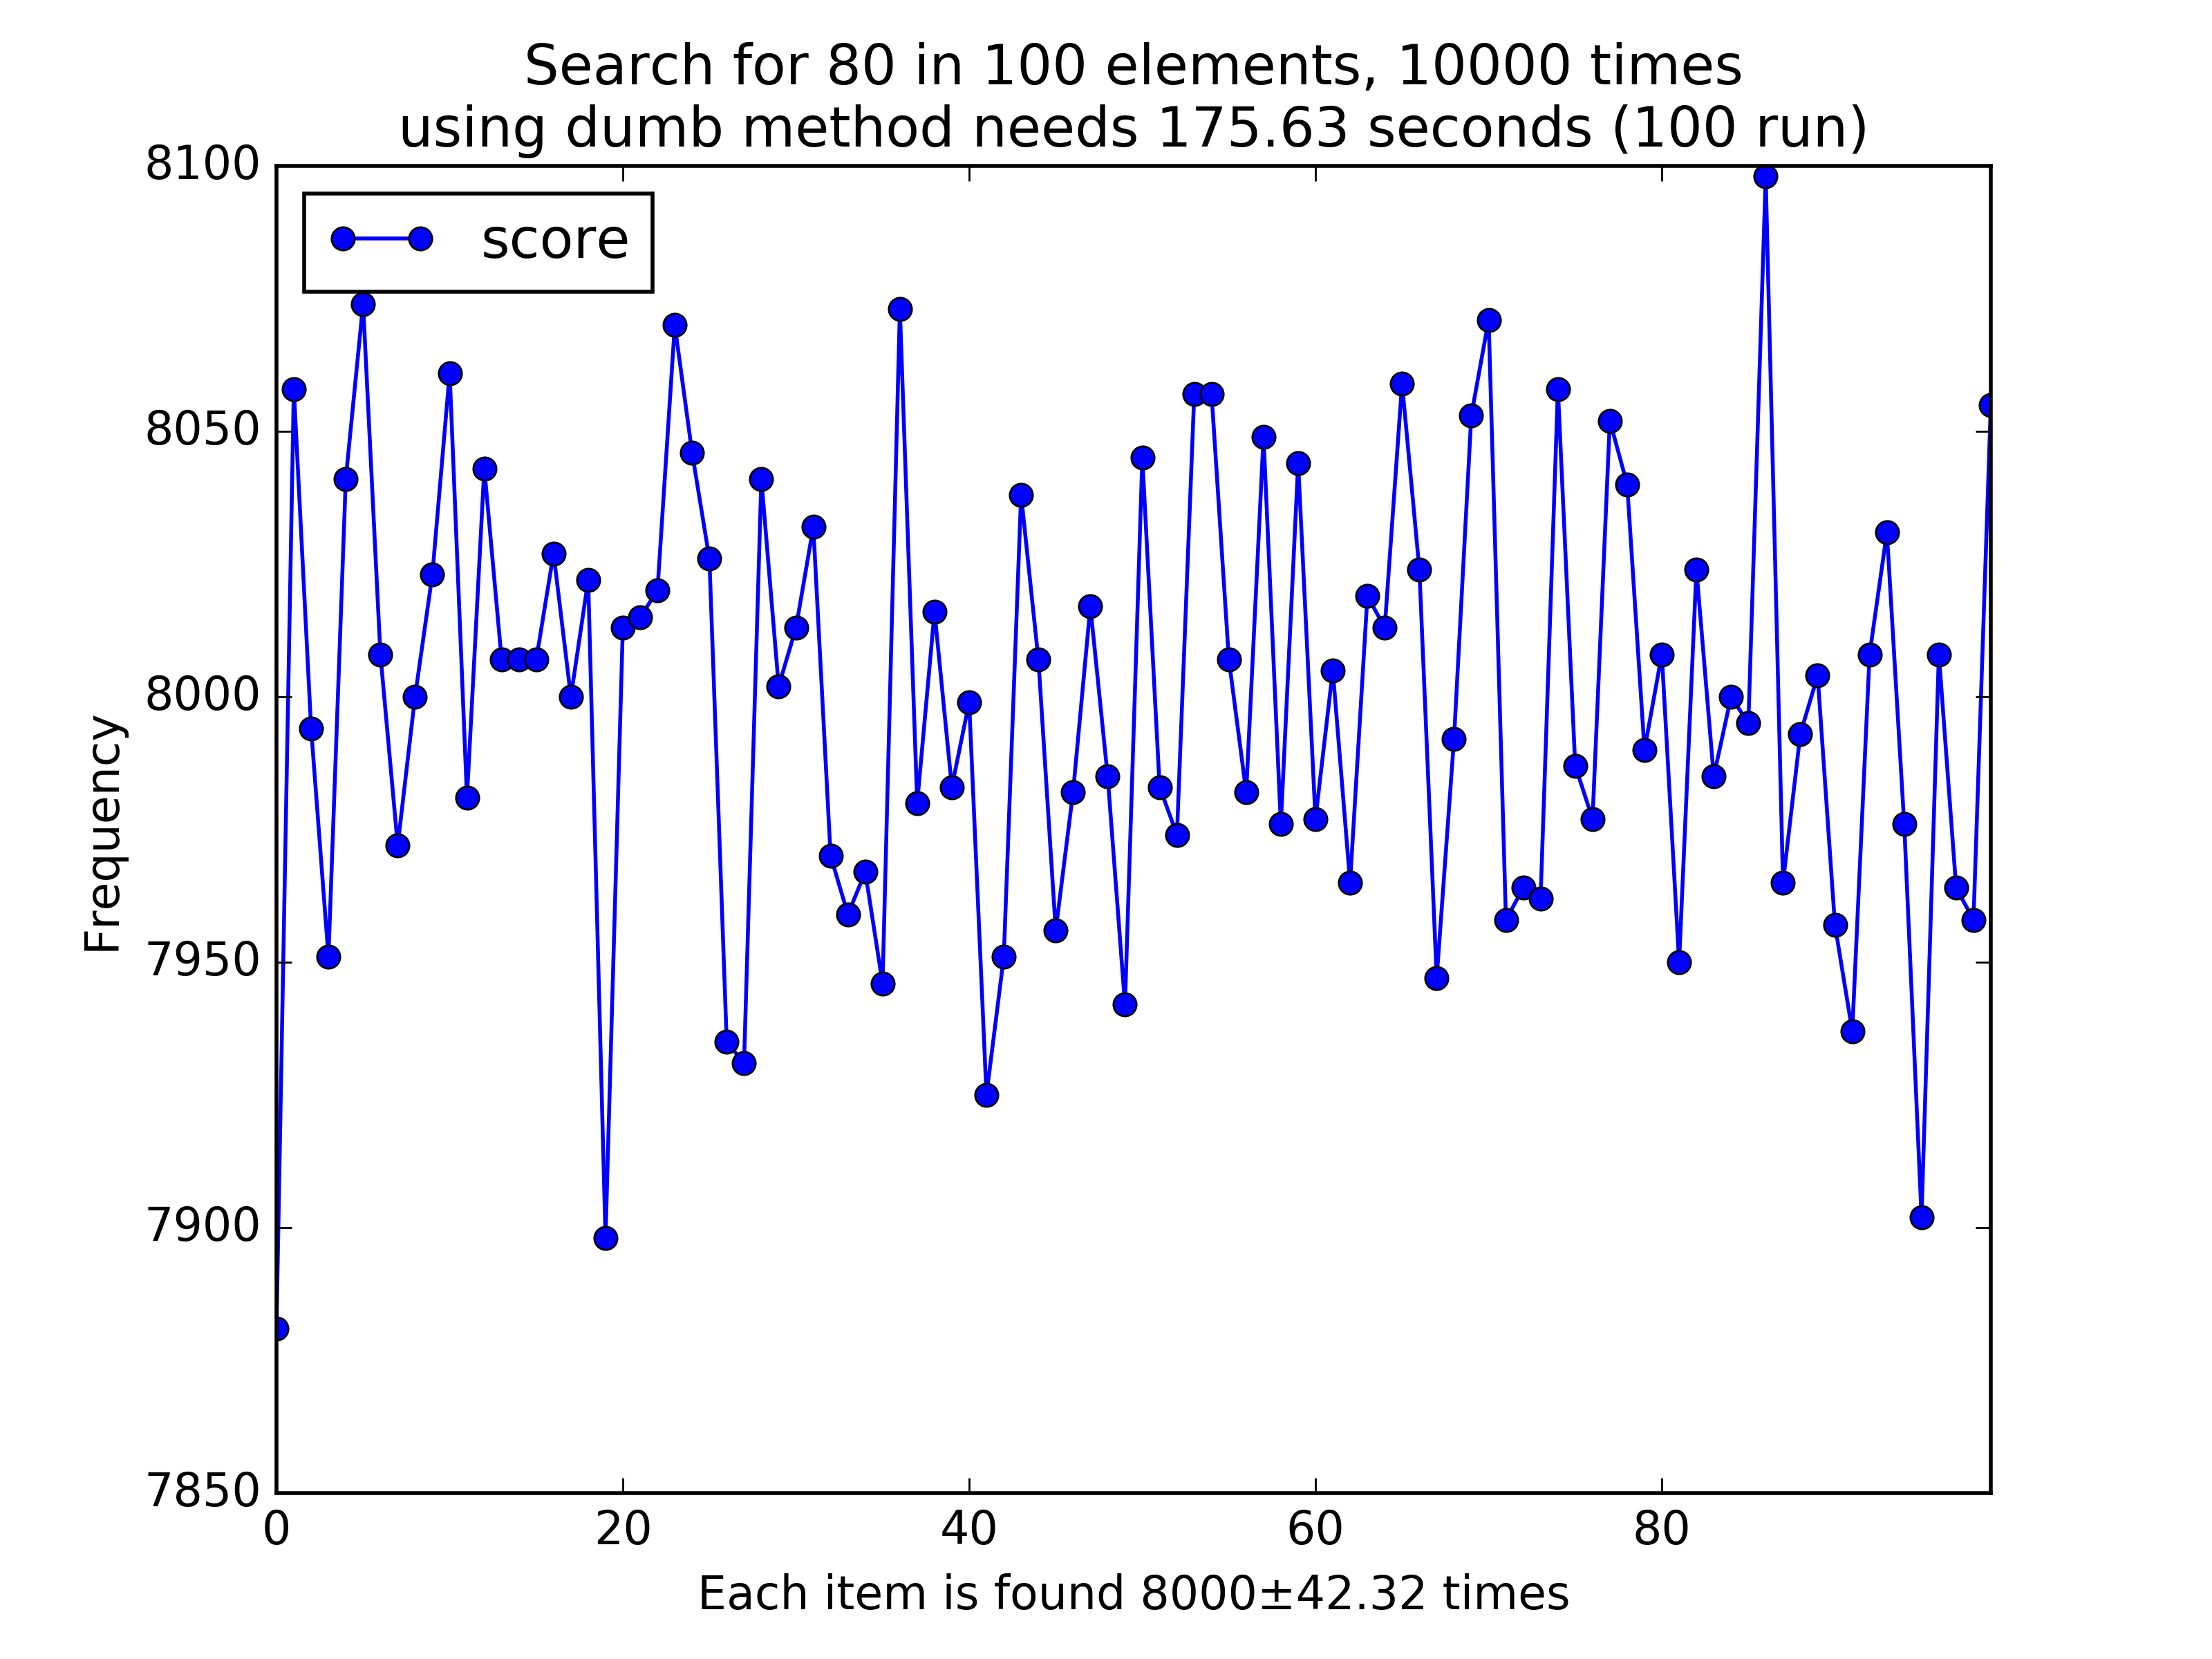 Search for 80 in 100 elements, 10000 times
using dumb method needs 175.63 seconds (100 run)
8100
score
8050
8000
7950
7900
7850
Frequency
0 20 40 60 80
Each item is found 8000±42.32 times